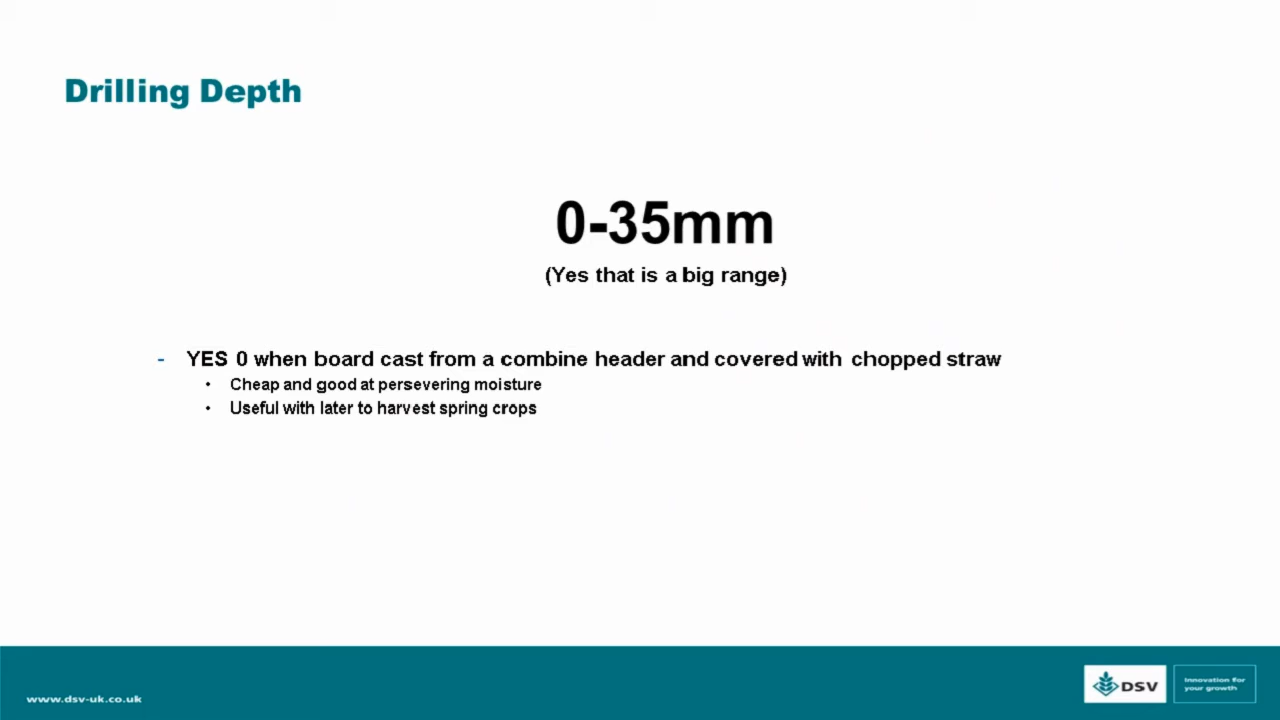 Drilling Depth
0-35mm
(Yes that is a big range)
- YES 0 when board cast from a combine header and covered with chopped straw
• Cheap and good at persevering moisture
• Useful with later to harvest spring crops
www.dsv-uk.co.uk
DSV
Innovation for
your growth